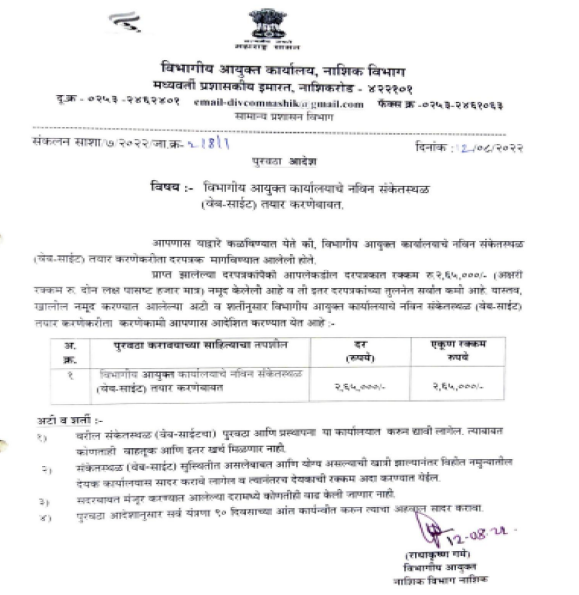 महाराष्ट्र शासन
विभागीय आयुक्त कार्यालय, नाशिक विभाग
मध्यवर्ती प्रशासकीय इमारत, नाशिकरोड - ४२२१०१
दू.क्र - ०२५३ -२४६२४०१ email-divcomnashik@gmail.com फेक्स क्र -०२५३-२४६१०६३
सामान्य प्रशासन विभाग
संकलन साशा/७/२०२२/जा.क्र-
दिनांक: 12/०८/२०२२
पुरवठा आदेश
विषय :- विभागीय आयुक्त कार्यालयाचे नविन संकेतस्थळ
(वेब-साईट) तयार करणेबाबत.
आपणास याद्वारे कळविण्यात येते की, विभागीय आयुक्त कार्यालयाचे नविन संकेतस्थळ
(वेब-साईट) तयार करणेकरीता दरपत्रक मागविण्यात आलेली होते.
प्राप्त झालेल्या दरपत्रकांपैकी आपलेकडील दरपत्रकात रक्कम रु.२,६५,०००/- (अक्षरी
रक्कम रु. दोन लक्ष पासष्ट हजार मात्र) नमूद केलेली आहे व ती इतर दरपत्रकांच्या तुलनेत सर्वात कमी आहे. यास्तव,
खालील नमूद करण्यात आलेल्या अटी व शर्तीनुसार विभागीय आयुक्त कार्यालयाचे नविन संकेतस्थळ (वेब-साईट)
तयार करणेकरीता करणेकामी आपणास आदेशित करण्यात येत आहे :-
अ. क्र. पुरवठा करावयाच्या साहित्याचा तपशील दर (रुपये) एकूण रक्कम रुपये
१ विभागीय आयुक्त कार्यालयाचे नविन संकेतस्थळ २,६५,०००/- २,६५,०००/-
(वेब-साईट) तयार करणेबाबत
अटी व शर्ती :-
१) वरील संकेतस्थळ (वेब-साईटचा) पुरवठा आणि प्रस्थापना या कार्यालयात करुन द्यावी लागेल. त्याबाबत
कोणताही वाहतूक आणि इतर खर्च मिळणार नाही.
२) संकेतस्थळ (वेब-साईट) सुस्थितीत असलेबाबत आणि योग्य असल्याची खात्री झाल्यानंतर विहीत नमुन्यातील
देयक कार्यालयास सादर करावे लागेल व त्यानंतरच देयकाची रक्कम अदा करण्यात येईल.
३) सदरबाबत मंजूर करण्यात आलेल्या दरामध्ये कोणतीही वाढ केली जाणार नाही.
४) पुरवठा आदेशानुसार सर्व यंत्रणा ९० दिवसाच्या आंत कार्यन्वीत करुन त्याचा अहवाल सादर करावा.
12-08-22
(राधाकृष्ण गमे)
विभागीय आयुक्त
नाशिक विभाग नाशिक